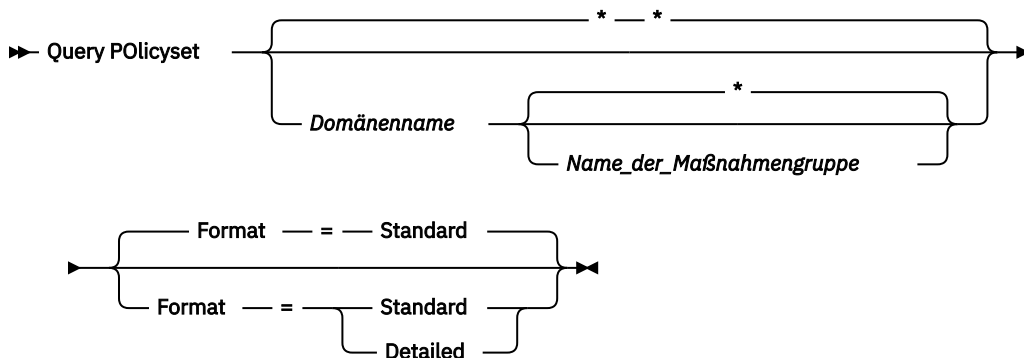 * *
Query POlicyset
*
Domänenname
Name_der_Maßnahmengruppe
Format = Standard
Format = Standard
Detailed